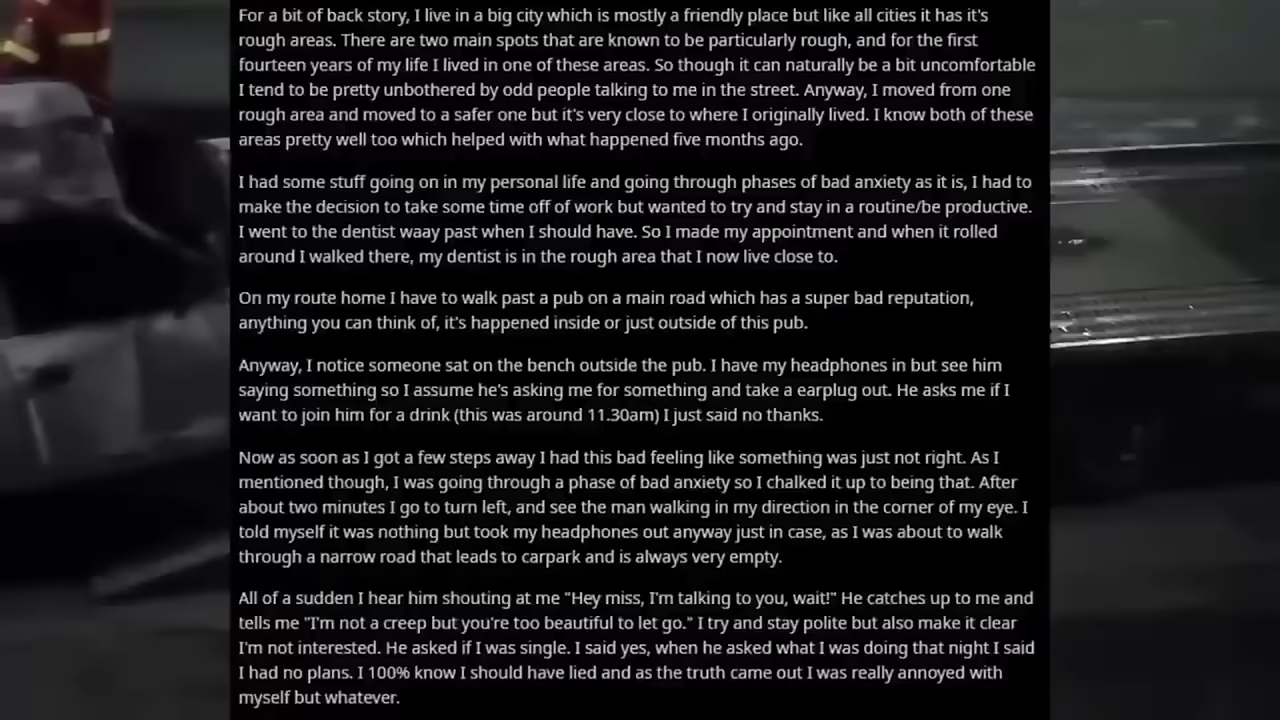 For a bit of back story, I live in a big city which is mostly a friendly place but like all cities it has it's
rough areas. There are two main spots that are known to be particularly rough, and for the first
fourteen years of my life I lived in one of these areas. So though it can naturally be a bit uncomfortable
I tend to be pretty unbothered by odd people talking to me in the street. Anyway, I moved from one
rough area and moved to a safer one but it's very close to where I originally lived. I know both of these
areas pretty well too which helped with what happened five months ago.
I had some stuff going on in my personal life and going through phases of bad anxiety as it is, I had to
make the decision to take some time off of work but wanted to try and stay in a routine/be productive.
I went to the dentist waay past when I should have. So I made my appointment and when it rolled
around I walked there, my dentist is in the rough area that I now live close to.
On my route home I have to walk past a pub on a main road which has a super bad reputation,
anything you can think of, it's happened inside or just outside of this pub.
Anyway, I notice someone sat on the bench outside the pub. I have my headphones in but see him
saying something so I assume he's asking me for something and take a earplug out. He asks me if I
want to join him for a drink (this was around 11.30am) I just said no thanks.
Now as soon as I got a few steps away I had this bad feeling like something was just not right. As I
mentioned though, I was going through a phase of bad anxiety so I chalked it up to being that. After
about two minutes I go to turn left, and see the man walking in my direction in the corner of my eye. I
told myself it was nothing but took my headphones out anyway just in case, as I was about to walk
through a narrow road that leads to carpark and is always very empty.
All of a sudden I hear him shouting at me "Hey miss, I'm talking to you, wait!" He catches up to me and
tells me "I'm not a creep but you're too beautiful to let go." I try and stay polite but also make it clear
I'm not interested. He asked if I was single. I said yes, when he asked what I was doing that night I said
I had no plans. I 100% know I should have lied and as the truth came out I was really annoyed with
myself but whatever.